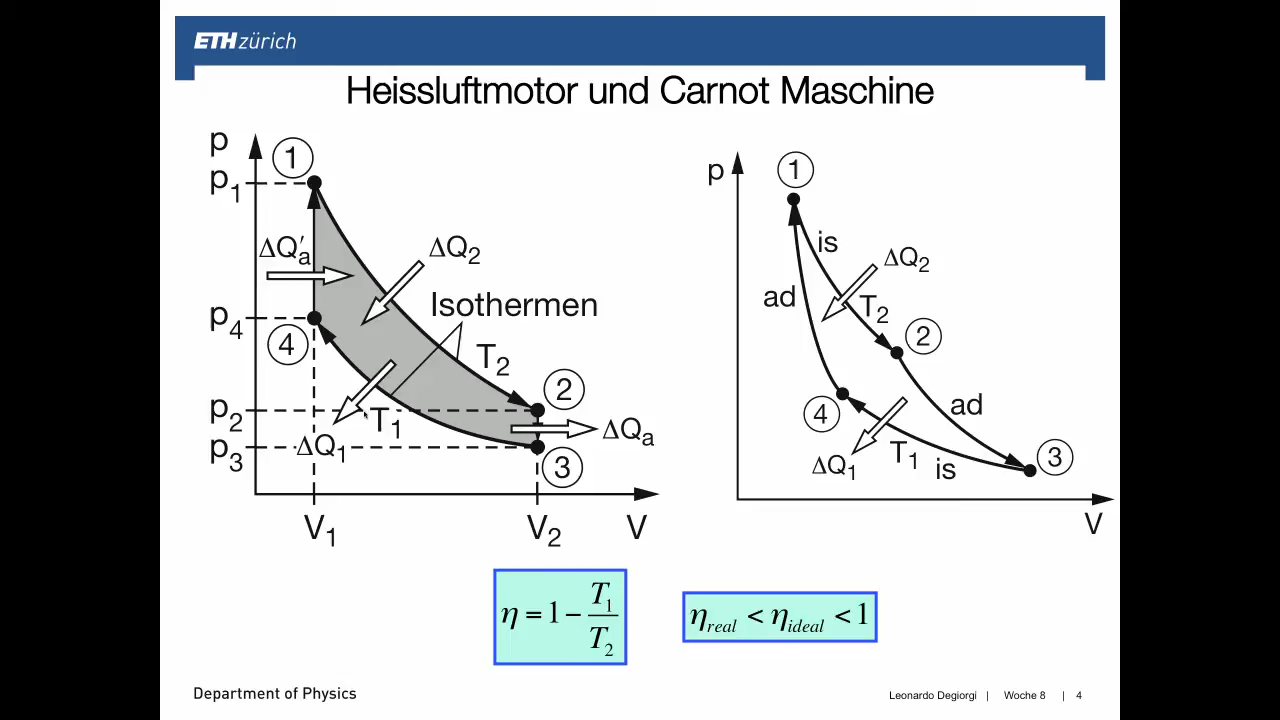 ETH zürich
Heissluftmotor und Carnot Maschine
p
p1
1
ΔQ′a
ΔQ2
Isothermen
p4
4
T2
p2
2
T1
ΔQa
p3
ΔQ1
3
V1
V2
V
p
1
is
ΔQ2
ad
T2
2
4
ad
ΔQ1
T1
is
3
V
η = 1 − T1/T2
ηreal < ηideal < 1
Department of Physics
Leonardo Degiorgi | Woche 8 | 4